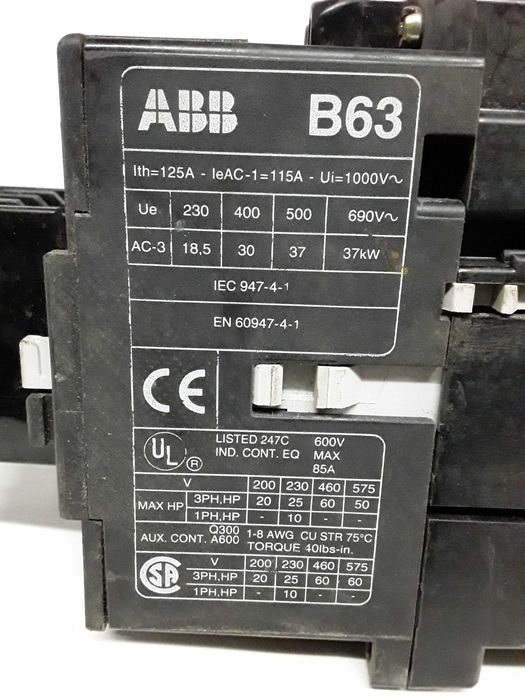 ABB B63
Ith=125A - IeAC-1=115A - Ui=1000V~
Ue 230 400 500 690V~
AC-3 18,5 30 37 37kW
IEC 947-4-1
EN 60947-4-1
CE
UL ® LISTED 247C 600V
IND. CONT. EQ MAX
85A
V 200 230 460 575
MAX HP 3PH,HP 20 25 60 50
1PH,HP - 10 - -
AUX. CONT. Q300 A600 1-8 AWG CU STR 75°C
TORQUE 40lbs-in.
SA V 200 230 460 575
3PH,HP 20 25 60 60
1PH,HP - 10 - -